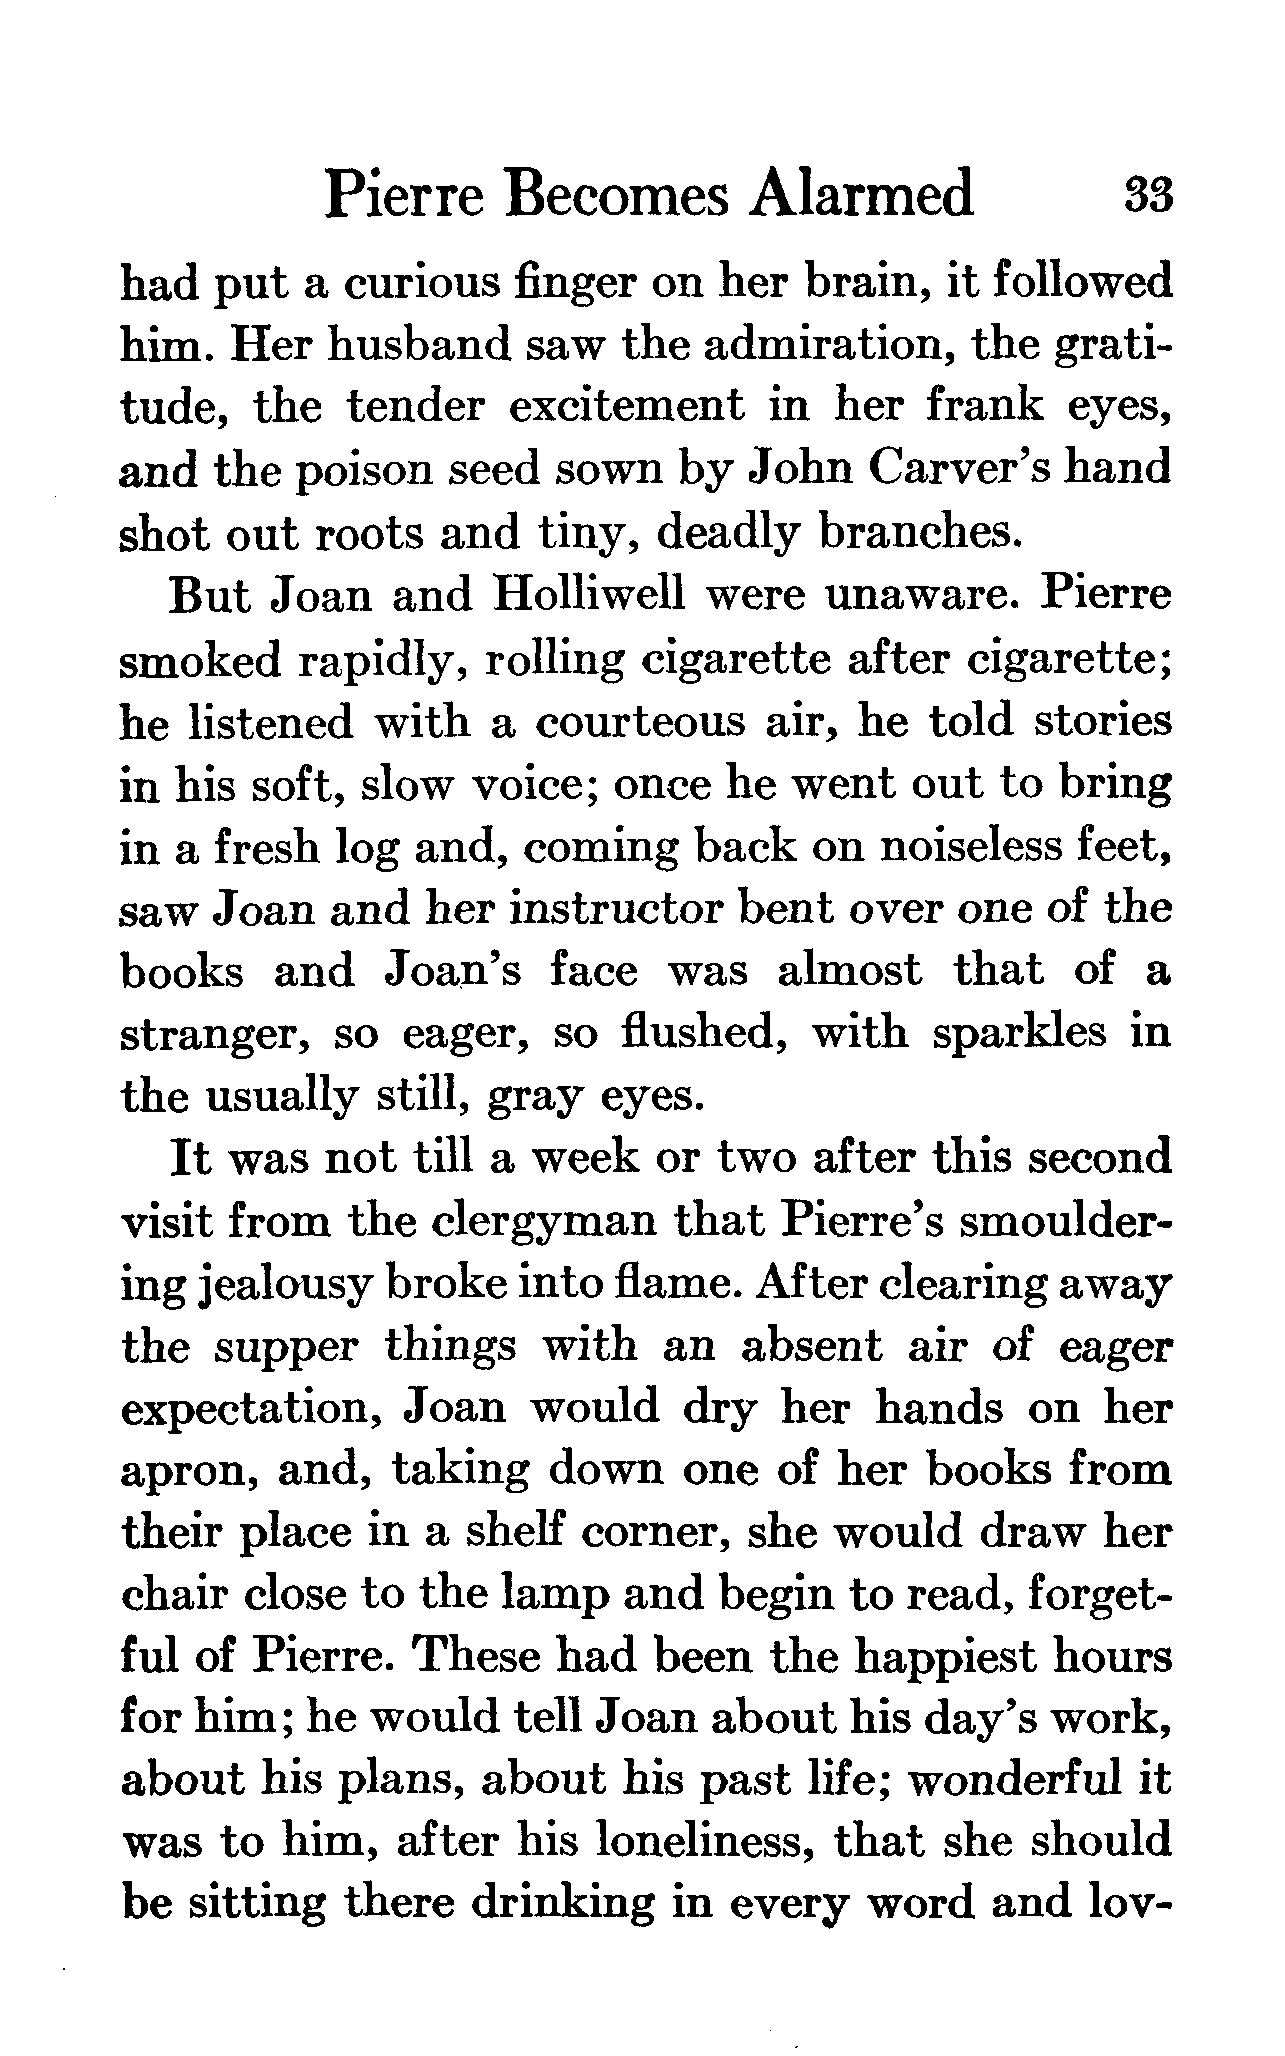 Pierre Becomes Alarmed 33
had put a curious finger on her brain, it followed
him. Her husband saw the admiration, the grati-
tude, the tender excitement in her frank eyes,
and the poison seed sown by John Carver's hand
shot out roots and tiny, deadly branches.
But Joan and Holliwell were unaware. Pierre
smoked rapidly, rolling cigarette after cigarette;
he listened with a courteous air, he told stories
in his soft, slow voice; once he went out to bring
in a fresh log and, coming back on noiseless feet,
saw Joan and her instructor bent over one of the
books and Joan's face was almost that of a
stranger, so eager, so flushed, with sparkles in
the usually still, gray eyes.
It was not till a week or two after this second
visit from the clergyman that Pierre's smoulder-
ing jealousy broke into flame. After clearing away
the supper things with an absent air of eager
expectation, Joan would dry her hands on her
apron, and, taking down one of her books from
their place in a shelf corner, she would draw her
chair close to the lamp and begin to read, forget-
ful of Pierre. These had been the happiest hours
for him; he would tell Joan about his day's work,
about his plans, about his past life; wonderful it
was to him, after his loneliness, that she should
be sitting there drinking in every word and lov-